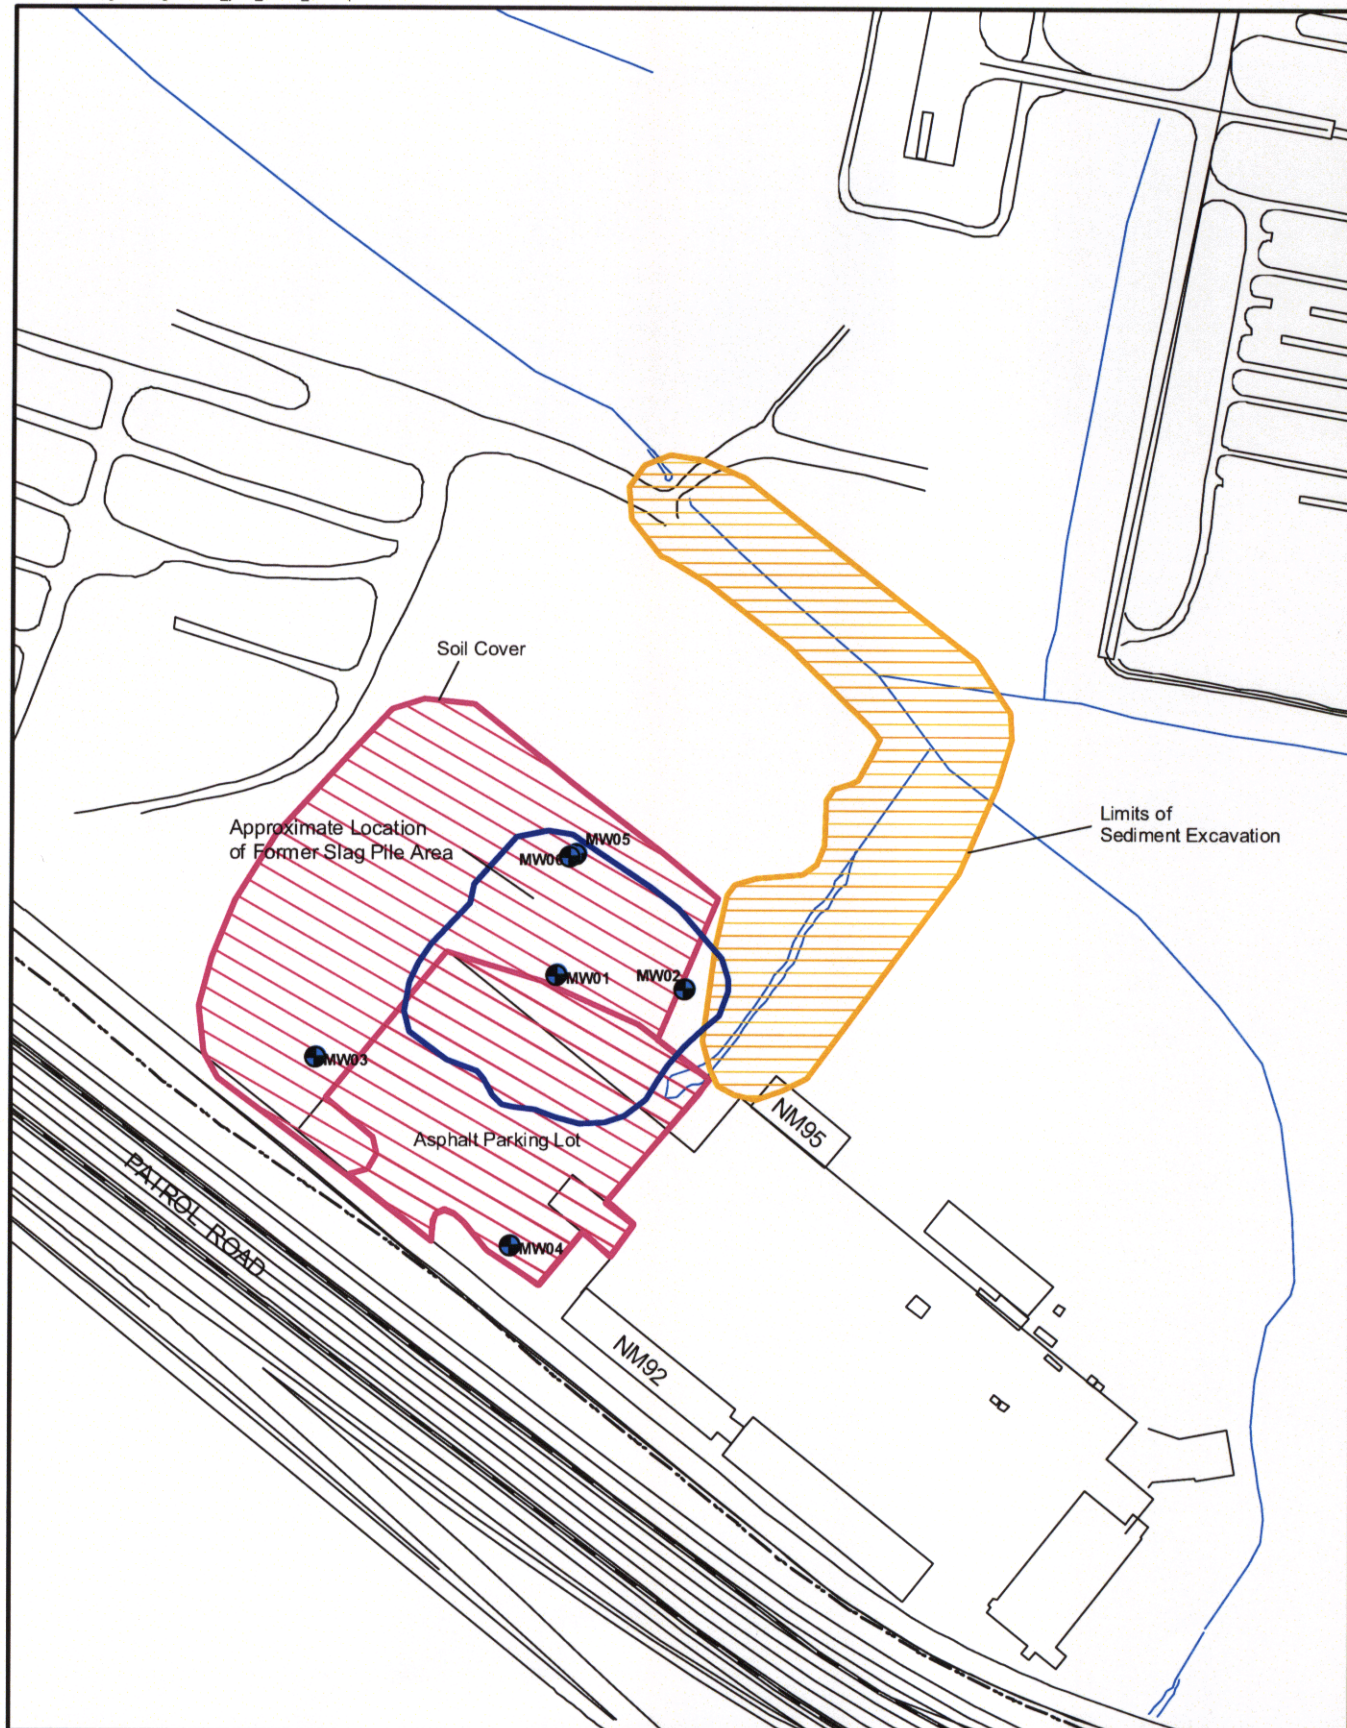 Soil Cover
Approximate Location
of Former Slag Pile Area
MW05
MW06
Limits of
Sediment Excavation
MW01
MW02
MW03
NM95
Asphalt Parking Lot
PATROL ROAD
MW04
NM92